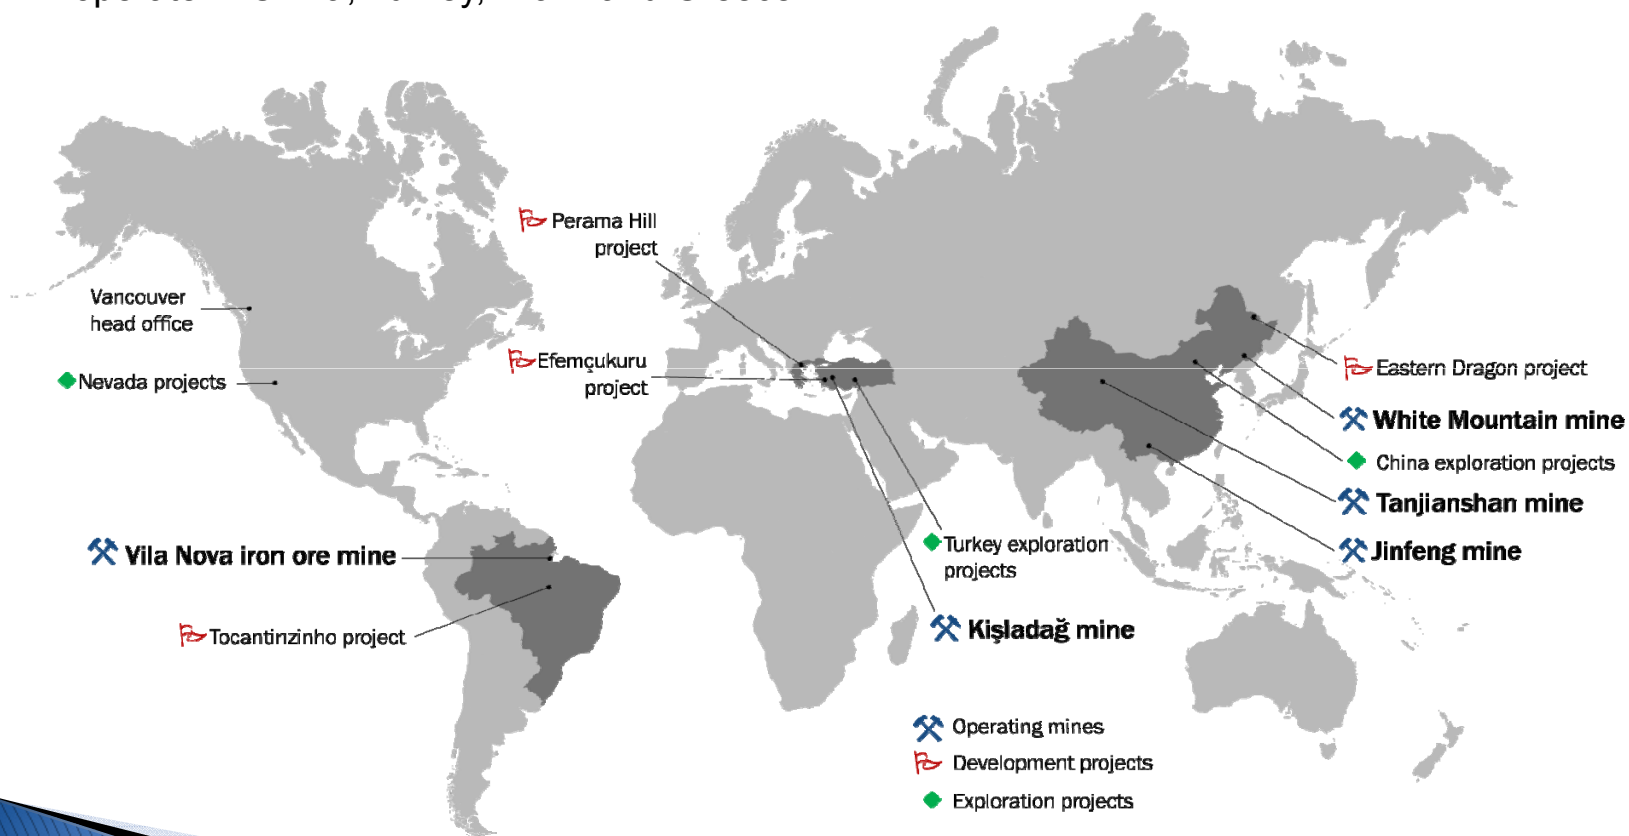 Perama Hill
project
Vancouver
head office
Efemçukuru
project
Nevada projects
Eastern Dragon project
White Mountain mine
China exploration projects
Tanjianshan mine
Jinfeng mine
Vila Nova iron ore mine
Turkey exploration
projects
Kişladağ mine
Tocantinzinho project
Operating mines
Development projects
Exploration projects